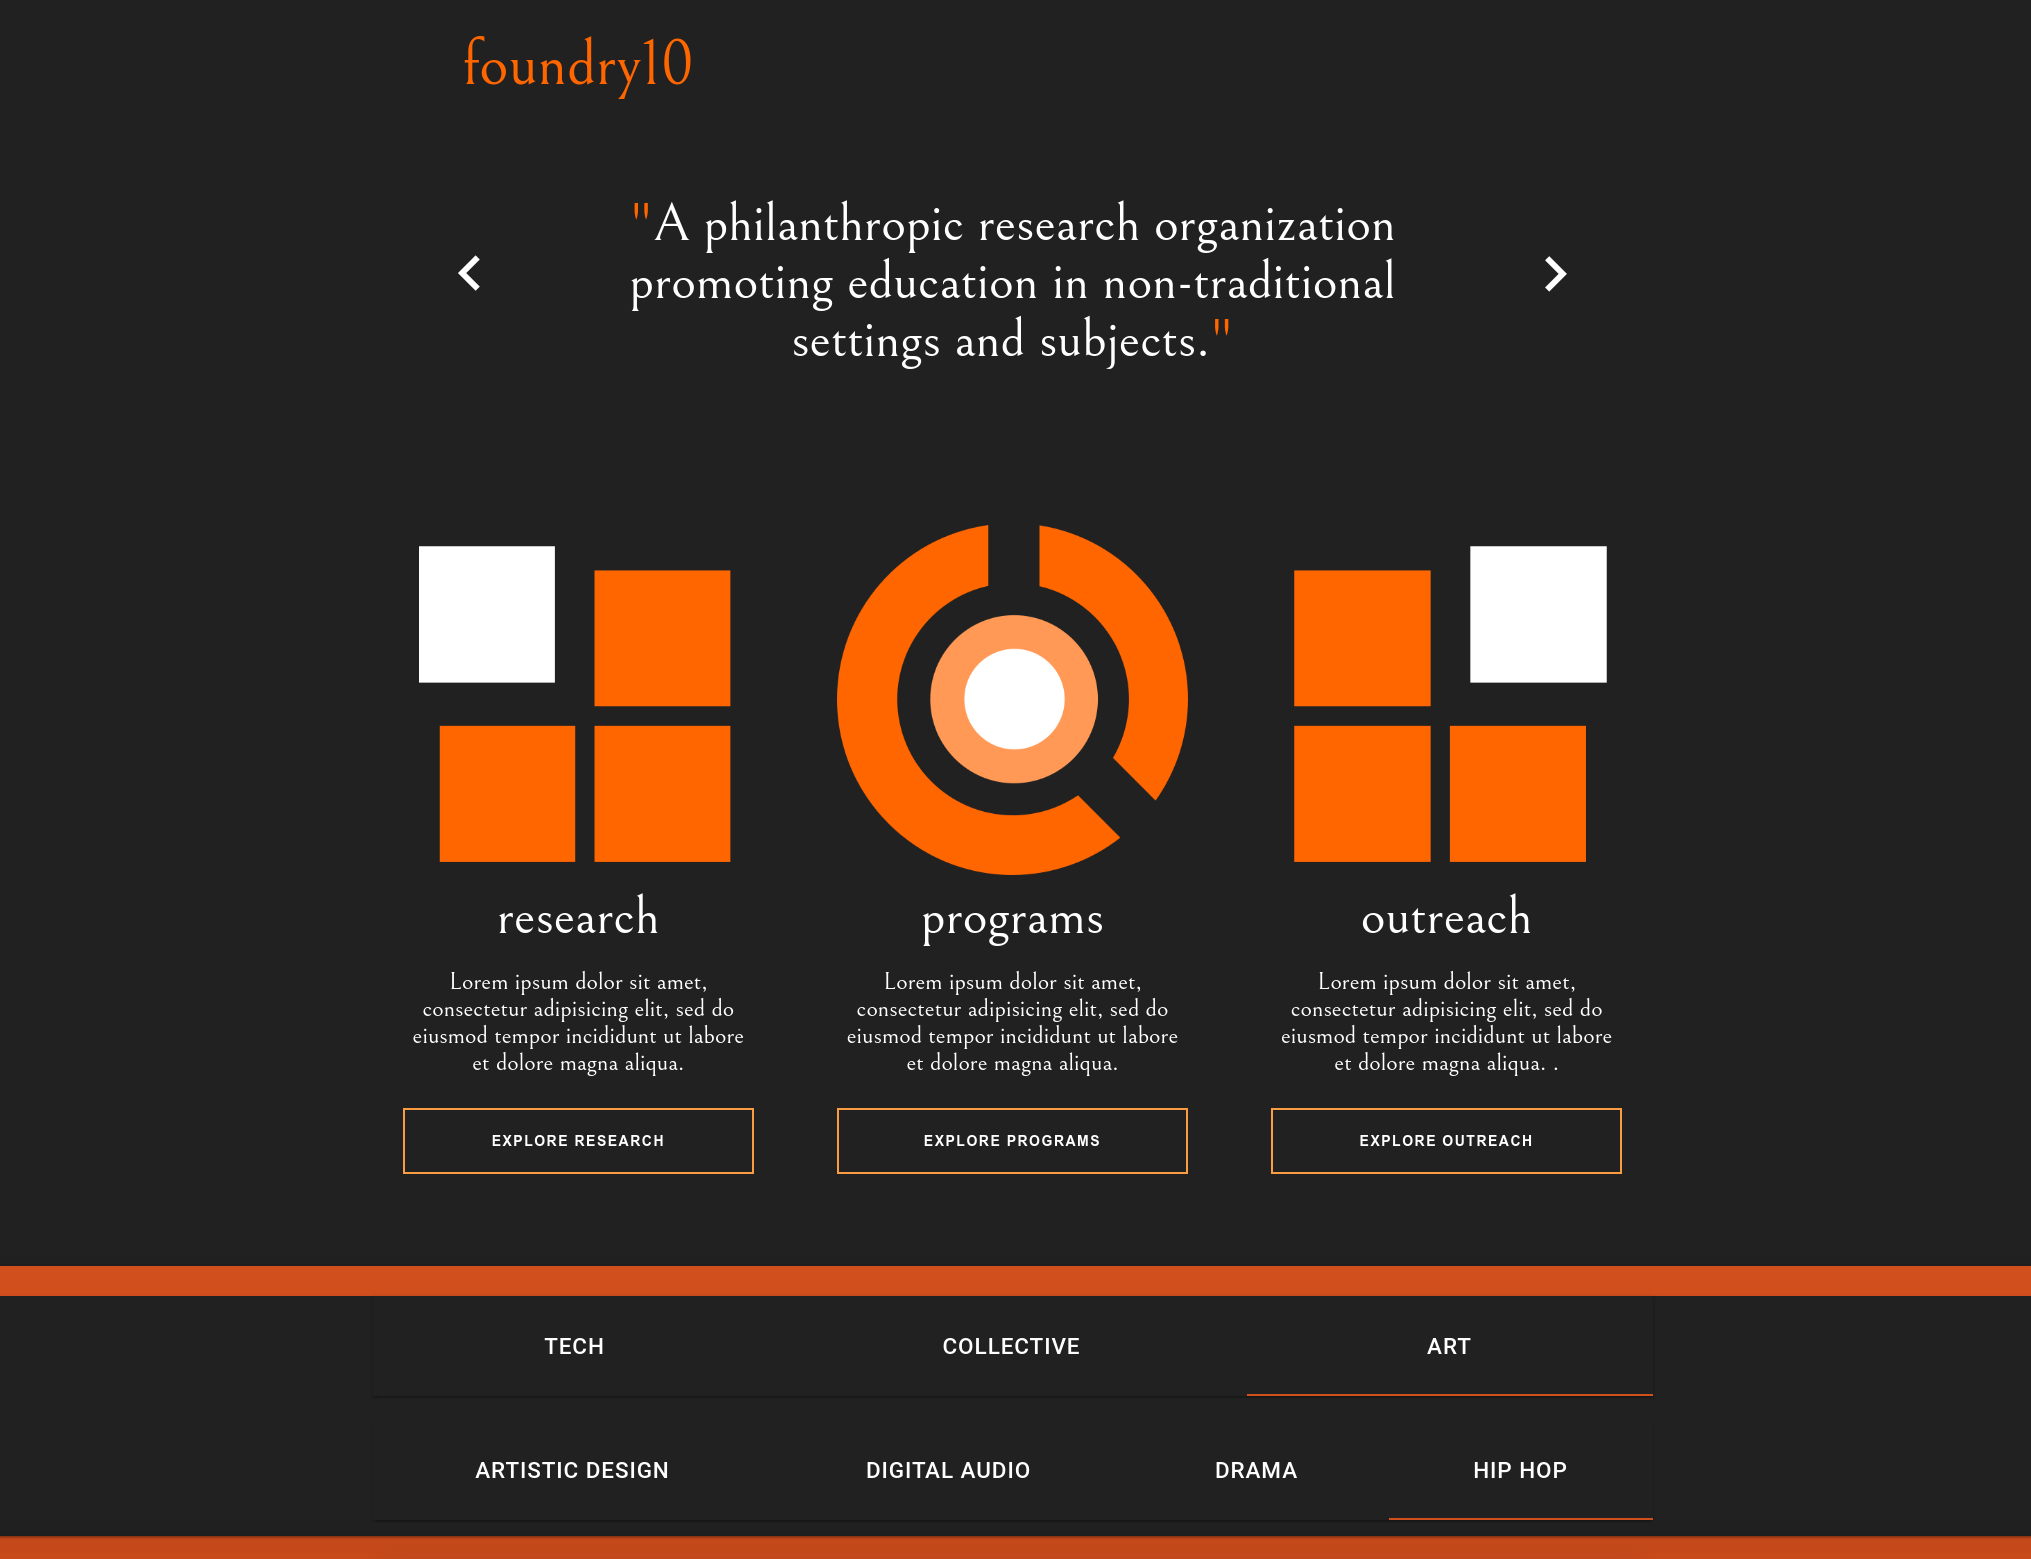 foundry10
"A philanthropic research organization
promoting education in non-traditional
settings and subjects."
research
Lorem ipsum dolor sit amet,
consectetur adipisicing elit, sed do
eiusmod tempor incididunt ut labore
et dolore magna aliqua.
EXPLORE RESEARCH
programs
Lorem ipsum dolor sit amet,
consectetur adipisicing elit, sed do
eiusmod tempor incididunt ut labore
et dolore magna aliqua.
EXPLORE PROGRAMS
outreach
Lorem ipsum dolor sit amet,
consectetur adipisicing elit, sed do
eiusmod tempor incididunt ut labore
et dolore magna aliqua. .
EXPLORE OUTREACH
TECH
COLLECTIVE
ART
ARTISTIC DESIGN
DIGITAL AUDIO
DRAMA
HIP HOP